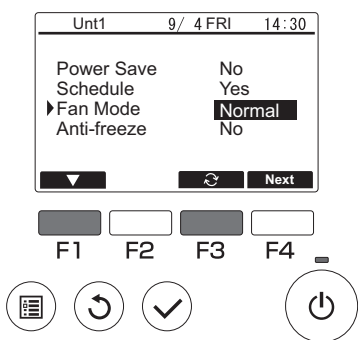 Unt1 9/ 4 FRI 14:30
Power Save No
Schedule Yes
Fan Mode Normal
Anti-freeze No
Next
F1 F2 F3 F4